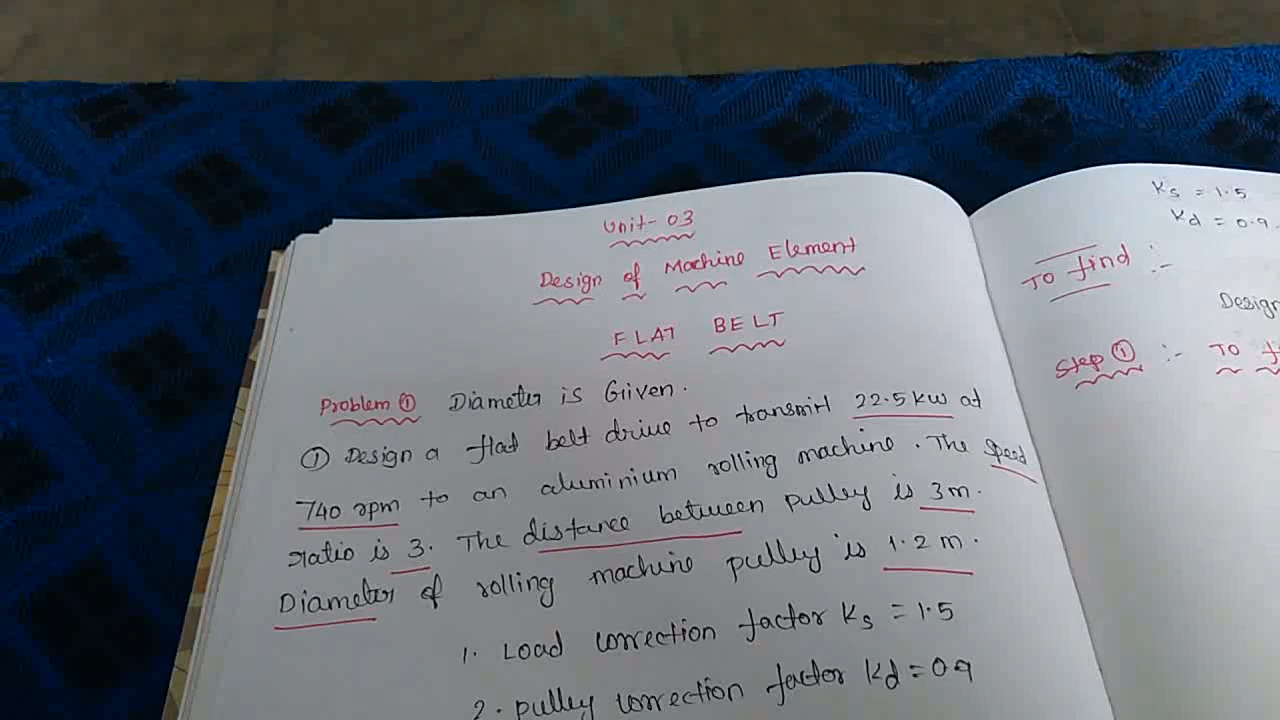 Unit-03
Design of Machine Element
FLAT BELT
Problem ① Diameter is Given.
① Design a flat belt drive to transmit 22.5 kw at
740 rpm to an aluminium rolling machine. The speed
ratio is 3. The distance between pulley is 3m.
Diameter of rolling machine pulley is 1.2 m.
1. Load correction factor Ks = 1.5
2. pulley correction factor Kd = 0.9
Ks = 1.5
Kd = 0.9
To find :-
Design
Step ① :- To